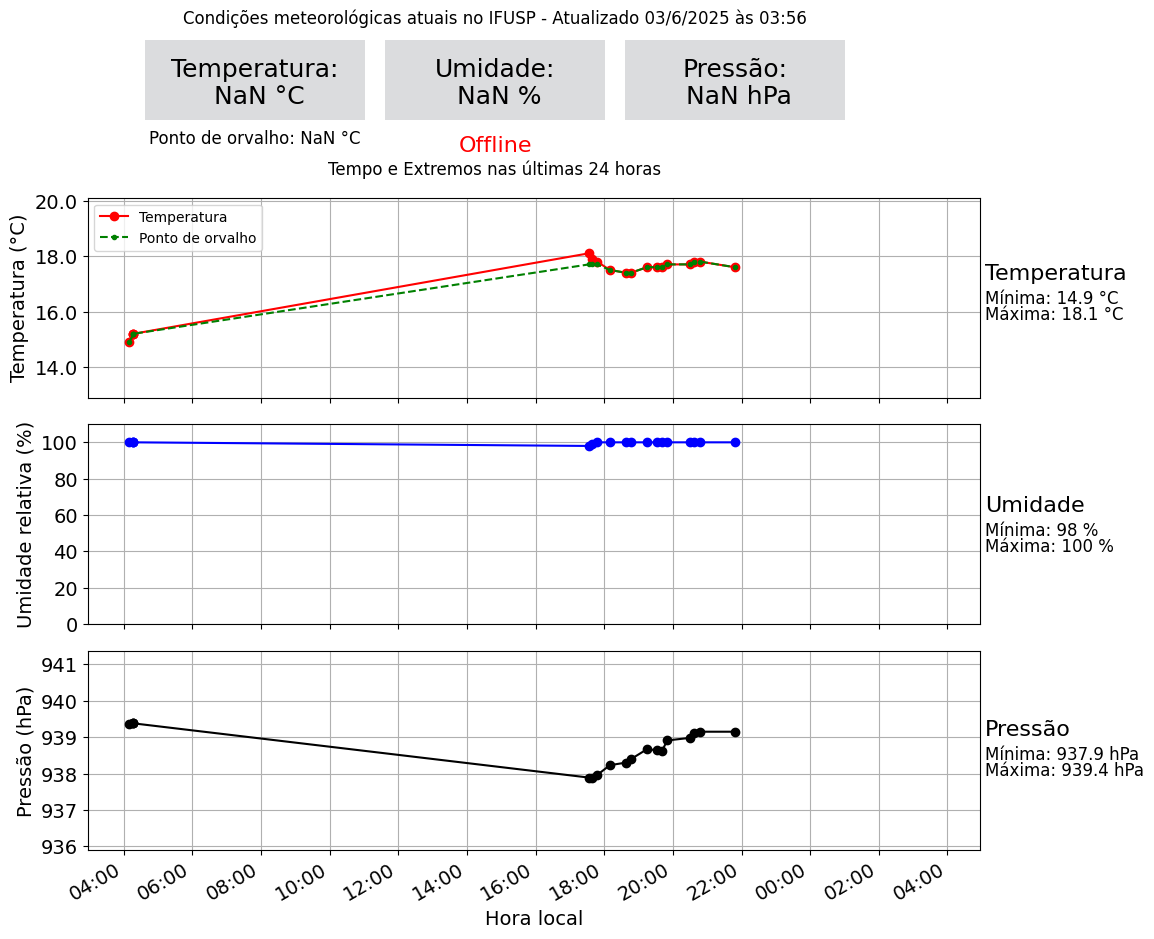 Condições meteorológicas atuais no IFUSP - Atualizado 03/6/2025 às 03:56
Temperatura:
NaN °C
Umidade:
NaN %
Pressão:
NaN hPa
Ponto de orvalho: NaN °C
Offline
Tempo e Extremos nas últimas 24 horas
Temperatura (°C)
20.0
18.0
16.0
14.0
Temperatura
Ponto de orvalho
Temperatura
Mínima: 14.9 °C
Máxima: 18.1 °C
Umidade relativa (%)
100
80
60
40
20
0
Umidade
Mínima: 98 %
Máxima: 100 %
Pressão (hPa)
941
940
939
938
937
936
Pressão
Mínima: 937.9 hPa
Máxima: 939.4 hPa
04:00 06:00 08:00 10:00 12:00 14:00 16:00 18:00 20:00 22:00 00:00 02:00 04:00
Hora local